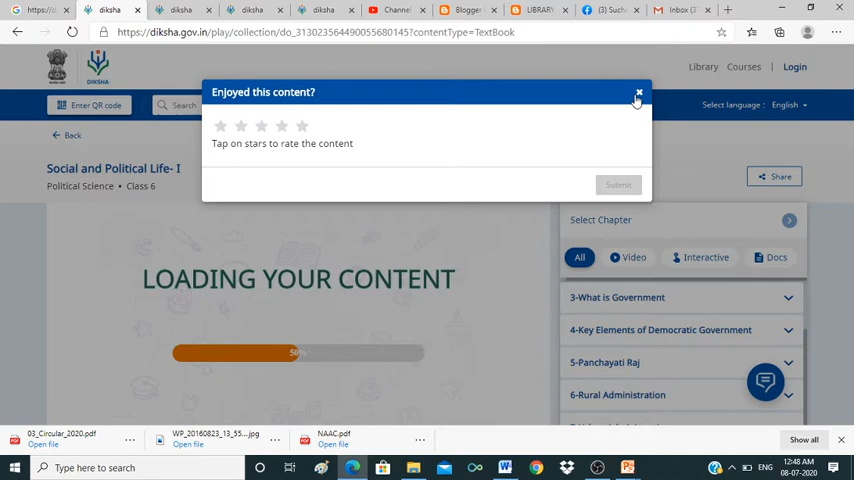 https://d
diksha
diksha
diksha
diksha
Channel
Blogger
LIBRARY
(3) Suche
Inbox (3
https://diksha.gov.in/play/collection/do_31302356449005568​0145?contentType=TextBook
DIKSHA
Library Courses | Login
Enter QR code
Search
Select language : English
Enjoyed this content?
Tap on stars to rate the content
Submit
← Back
Social and Political Life- I
Political Science • Class 6
Share
LOADING YOUR CONTENT
50%
Select Chapter
All
Video
Interactive
Docs
3-What is Government
4-Key Elements of Democratic Government
5-Panchayati Raj
6-Rural Administration
03_Circular_2020.pdf
Open file
WP_20160823_13_55....jpg
Open file
NAAC.pdf
Open file
Show all
Type here to search
ENG
12:48 AM
08-07-2020